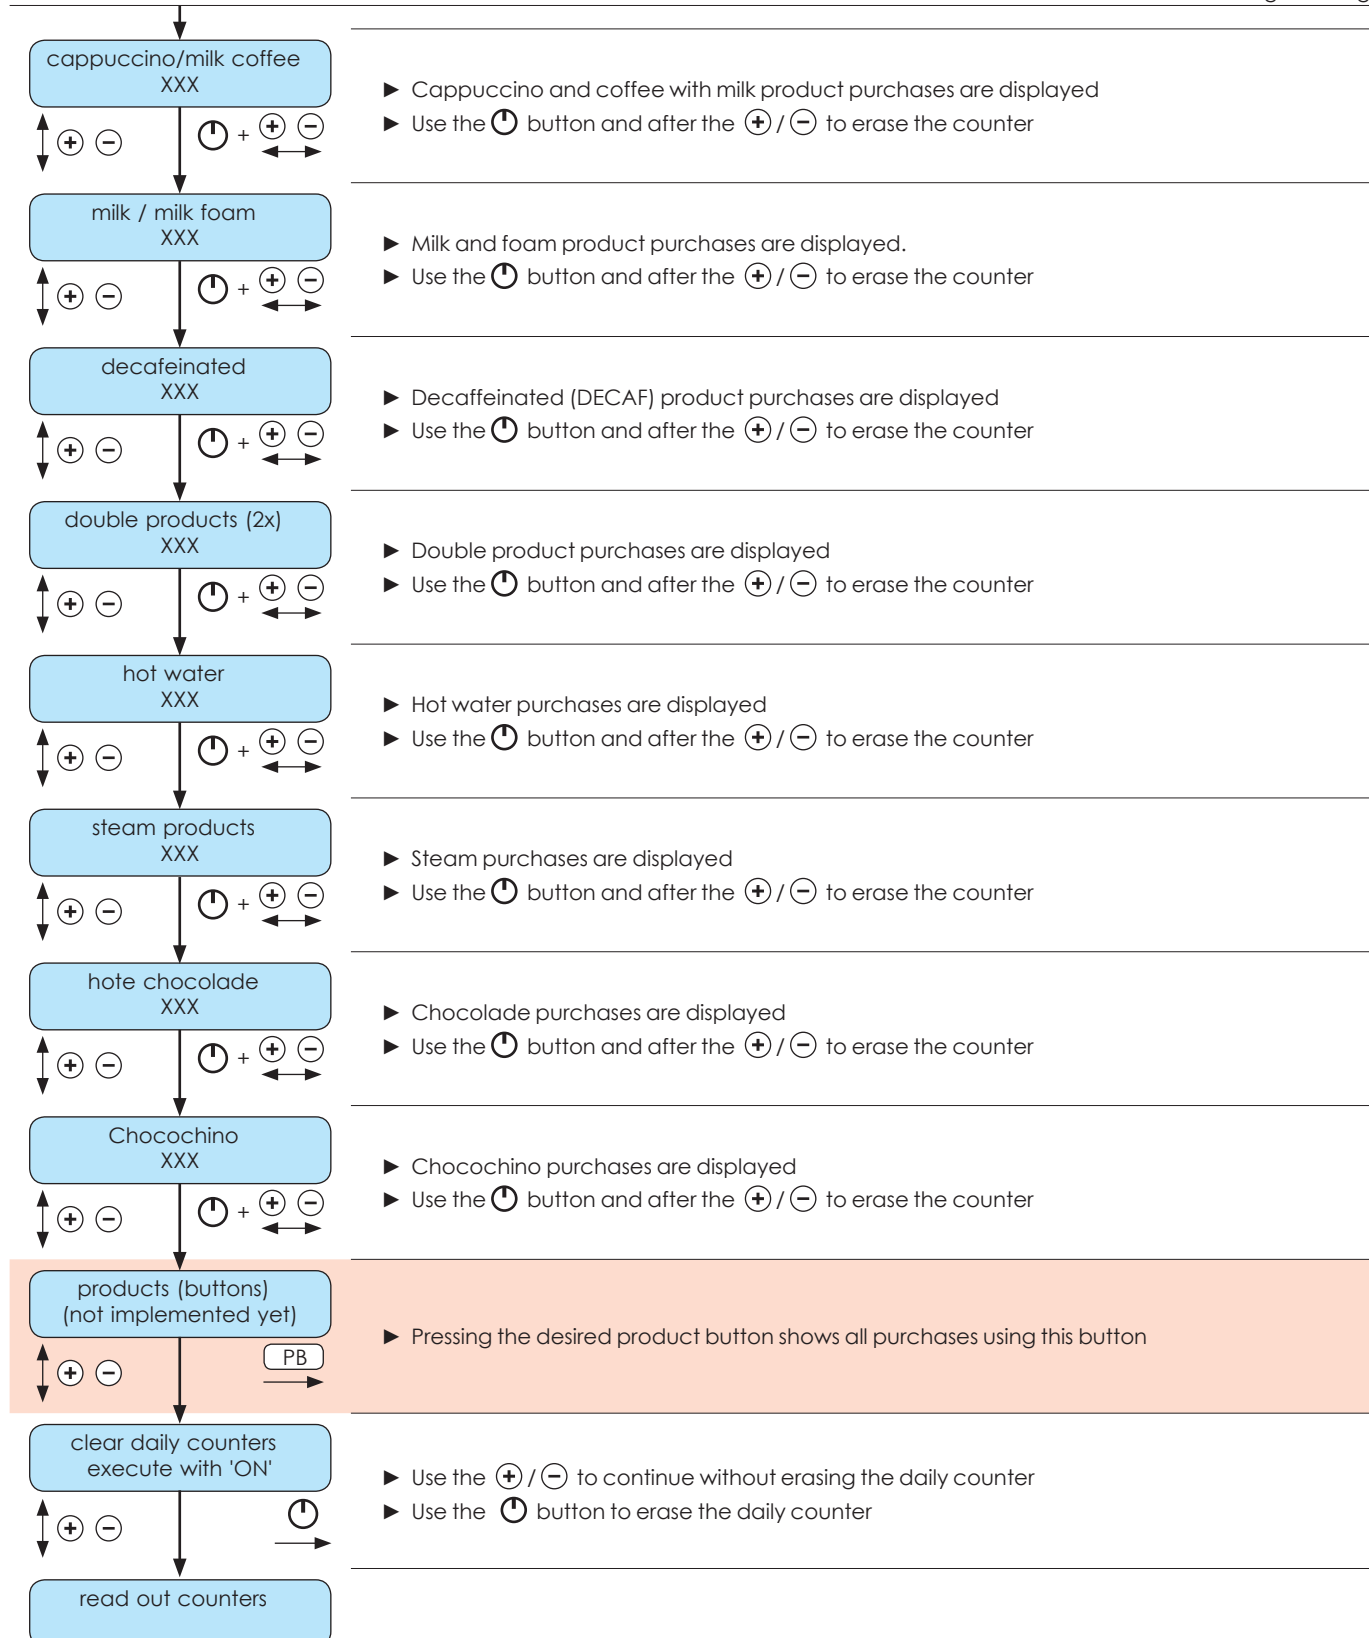 cappuccino/milk coffee
XXX
► Cappuccino and coffee with milk product purchases are displayed
► Use the button and after the ⊕ / ⊖ to erase the counter
⊕ ⊖ + ⊕ ⊖
milk / milk foam
XXX
► Milk and foam product purchases are displayed.
► Use the button and after the ⊕ / ⊖ to erase the counter
⊕ ⊖ + ⊕ ⊖
decafeinated
XXX
► Decaffeinated (DECAF) product purchases are displayed
► Use the button and after the ⊕ / ⊖ to erase the counter
⊕ ⊖ + ⊕ ⊖
double products (2x)
XXX
► Double product purchases are displayed
► Use the button and after the ⊕ / ⊖ to erase the counter
⊕ ⊖ + ⊕ ⊖
hot water
XXX
► Hot water purchases are displayed
► Use the button and after the ⊕ / ⊖ to erase the counter
⊕ ⊖ + ⊕ ⊖
steam products
XXX
► Steam purchases are displayed
► Use the button and after the ⊕ / ⊖ to erase the counter
⊕ ⊖ + ⊕ ⊖
hote chocolade
XXX
► Chocolade purchases are displayed
► Use the button and after the ⊕ / ⊖ to erase the counter
⊕ ⊖ + ⊕ ⊖
Chocochino
XXX
► Chocochino purchases are displayed
► Use the button and after the ⊕ / ⊖ to erase the counter
⊕ ⊖ + ⊕ ⊖
products (buttons)
(not implemented yet)
► Pressing the desired product button shows all purchases using this button
⊕ ⊖ PB
clear daily counters
execute with 'ON'
► Use the ⊕ / ⊖ to continue without erasing the daily counter
► Use the button to erase the daily counter
⊕ ⊖
read out counters